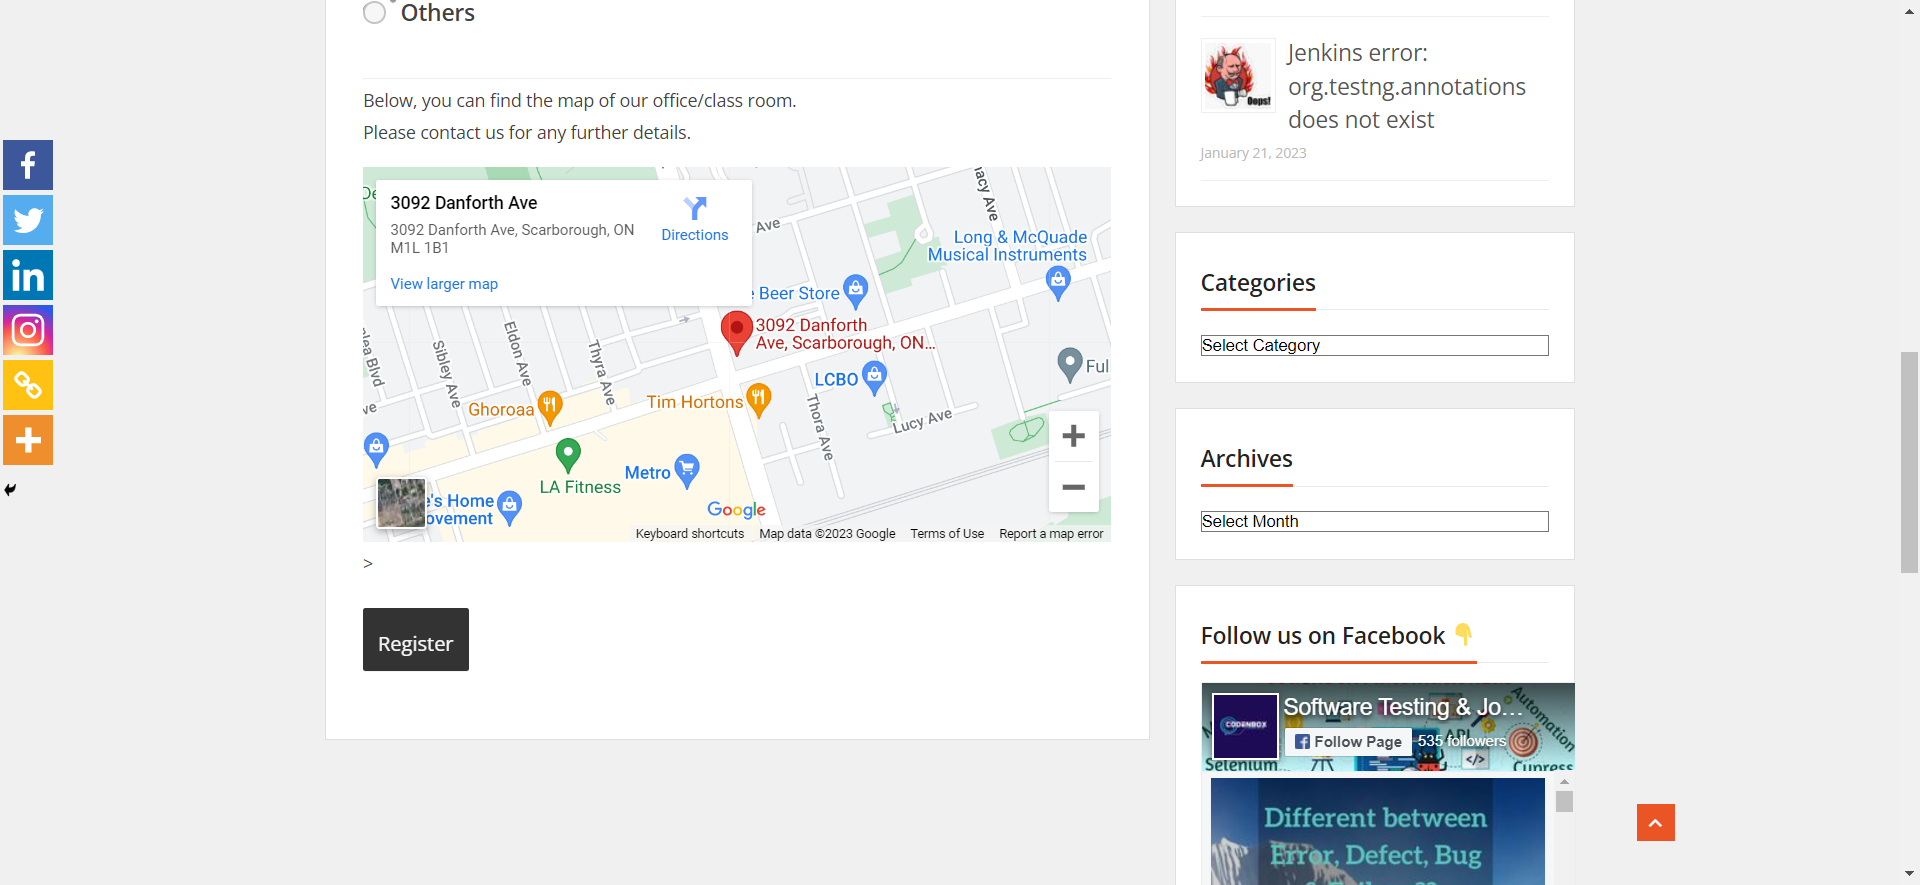 Others
Below, you can find the map of our office/class room.
Please contact us for any further details.
3092 Danforth Ave
3092 Danforth Ave, Scarborough, ON
M1L 1B1
Directions
View larger map
Ave
Long & McQuade
Musical Instruments
Beer Store
3092 Danforth
Ave, Scarborough, ON...
Eldon Ave
Sibley Ave
Thyra Ave
LCBO
Ful
Tim Hortons
Ghoroaa
Thora Ave
Lucy Ave
Metro
LA Fitness
e's Home
ovement
Google
Keyboard shortcuts
Map data ©2023 Google
Terms of Use
Report a map error
>
Register
Jenkins error:
org.testng.annotations
does not exist
January 21, 2023
Oops!
Categories
Select Category
Archives
Select Month
Follow us on Facebook 👇
Software Testing & Jo...
CODENBOX
Follow Page
535 followers
Automation
API
Selenium
</>
Cypress
Different between
Error, Defect, Bug